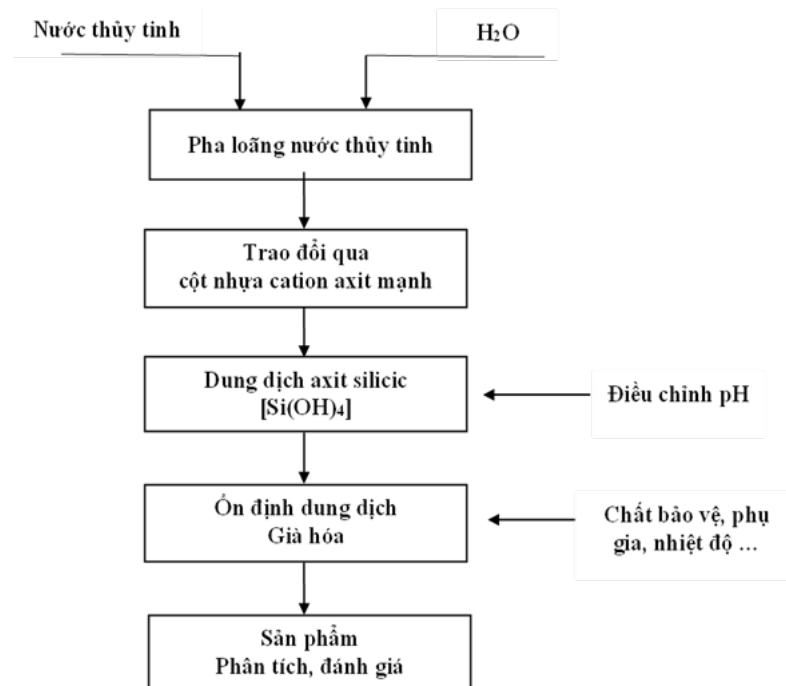 Nước thủy tinh
H₂O
Pha loãng nước thủy tinh
Trao đổi qua
cột nhựa cation axit mạnh
Dung dịch axit silicic
[Si(OH)₄]
Điều chỉnh pH
Ổn định dung dịch
Già hóa
Chất bảo vệ, phụ
gia, nhiệt độ ...
Sản phẩm
Phân tích, đánh giá